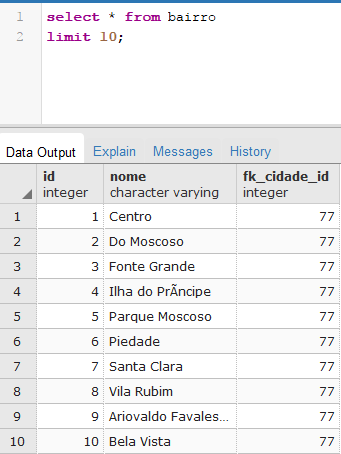 1 select * from bairro
2 limit 10;
Data Output Explain Messages History
id nome fk_cidade_id
integer character varying integer
1 1 Centro 77
2 2 Do Moscoso 77
3 3 Fonte Grande 77
4 4 Ilha do PrÃncipe 77
5 5 Parque Moscoso 77
6 6 Piedade 77
7 7 Santa Clara 77
8 8 Vila Rubim 77
9 9 Ariovaldo Favales... 77
10 10 Bela Vista 77